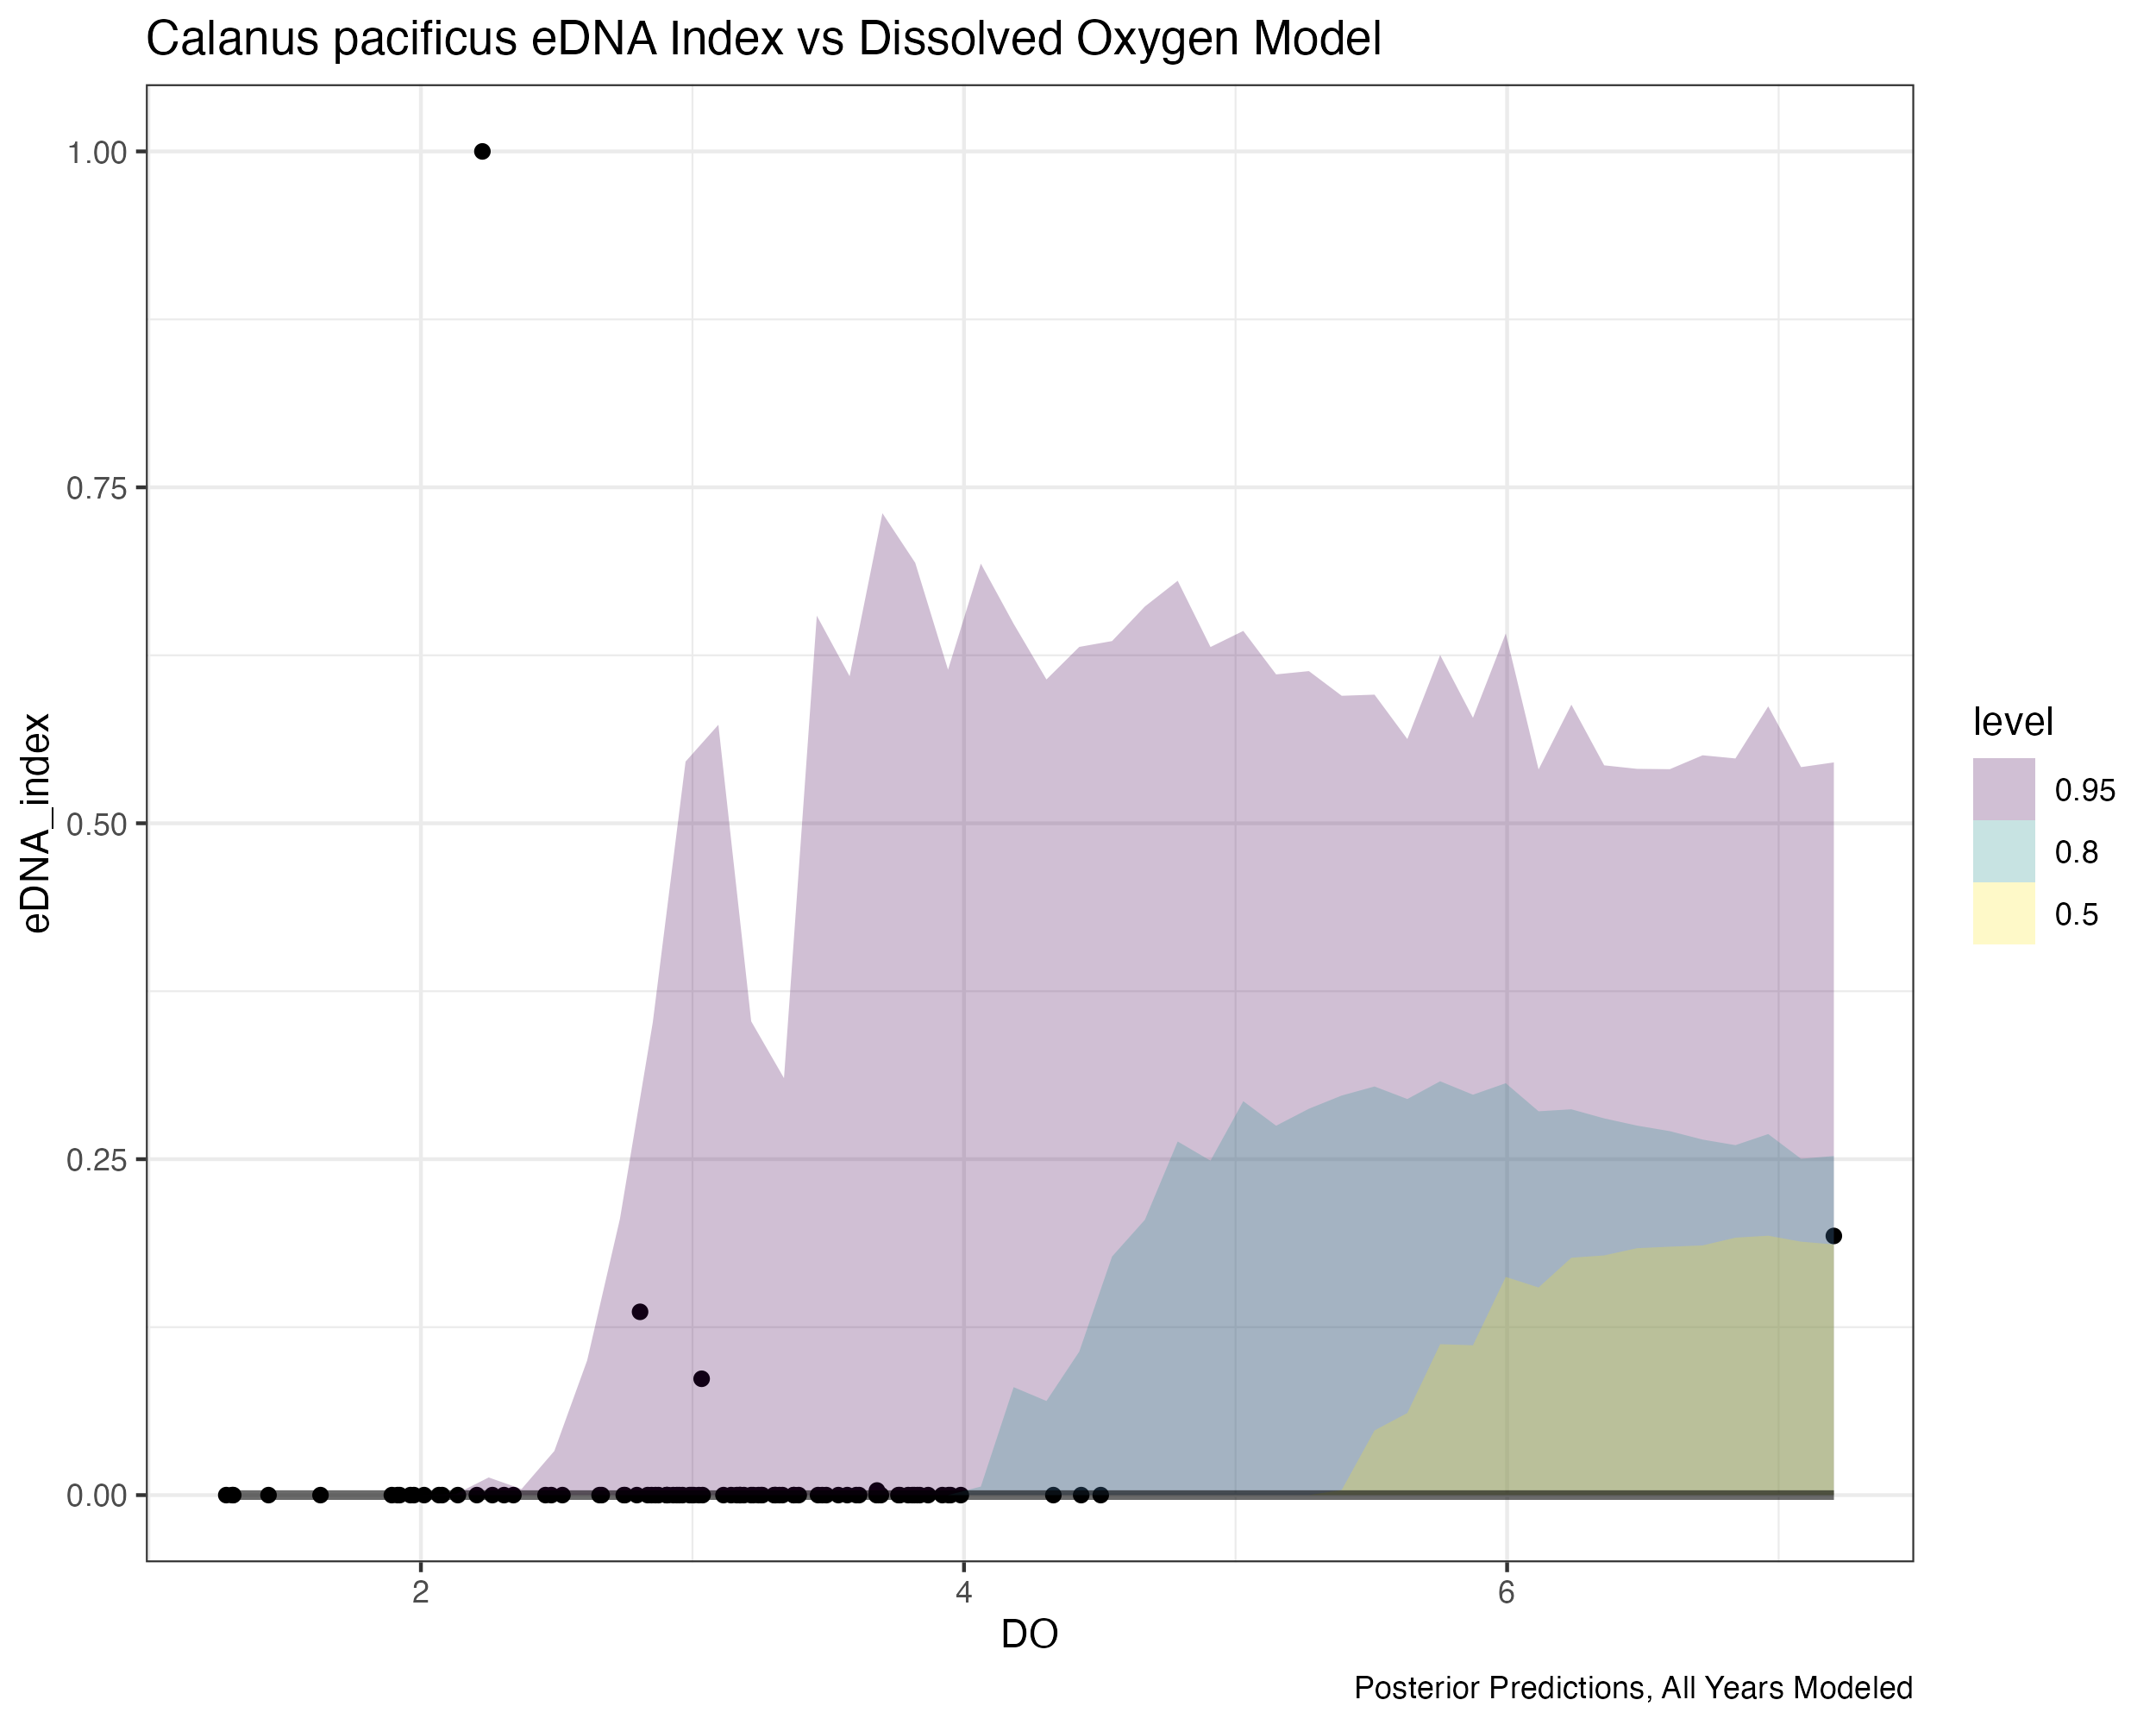 Calanus pacificus eDNA Index vs Dissolved Oxygen Model
1.00
0.75
0.50
0.25
0.00
eDNA_index
2
4
6
DO
level
0.95
0.8
0.5
Posterior Predictions, All Years Modeled